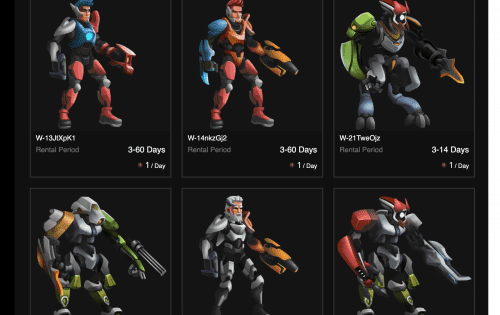 W-13JtXpK1
Rental Period 3-60 Days
1 / Day
W-14nkzGj2
Rental Period 3-60 Days
1 / Day
W-21TweOjz
Rental Period 3-14 Days
1 / Day